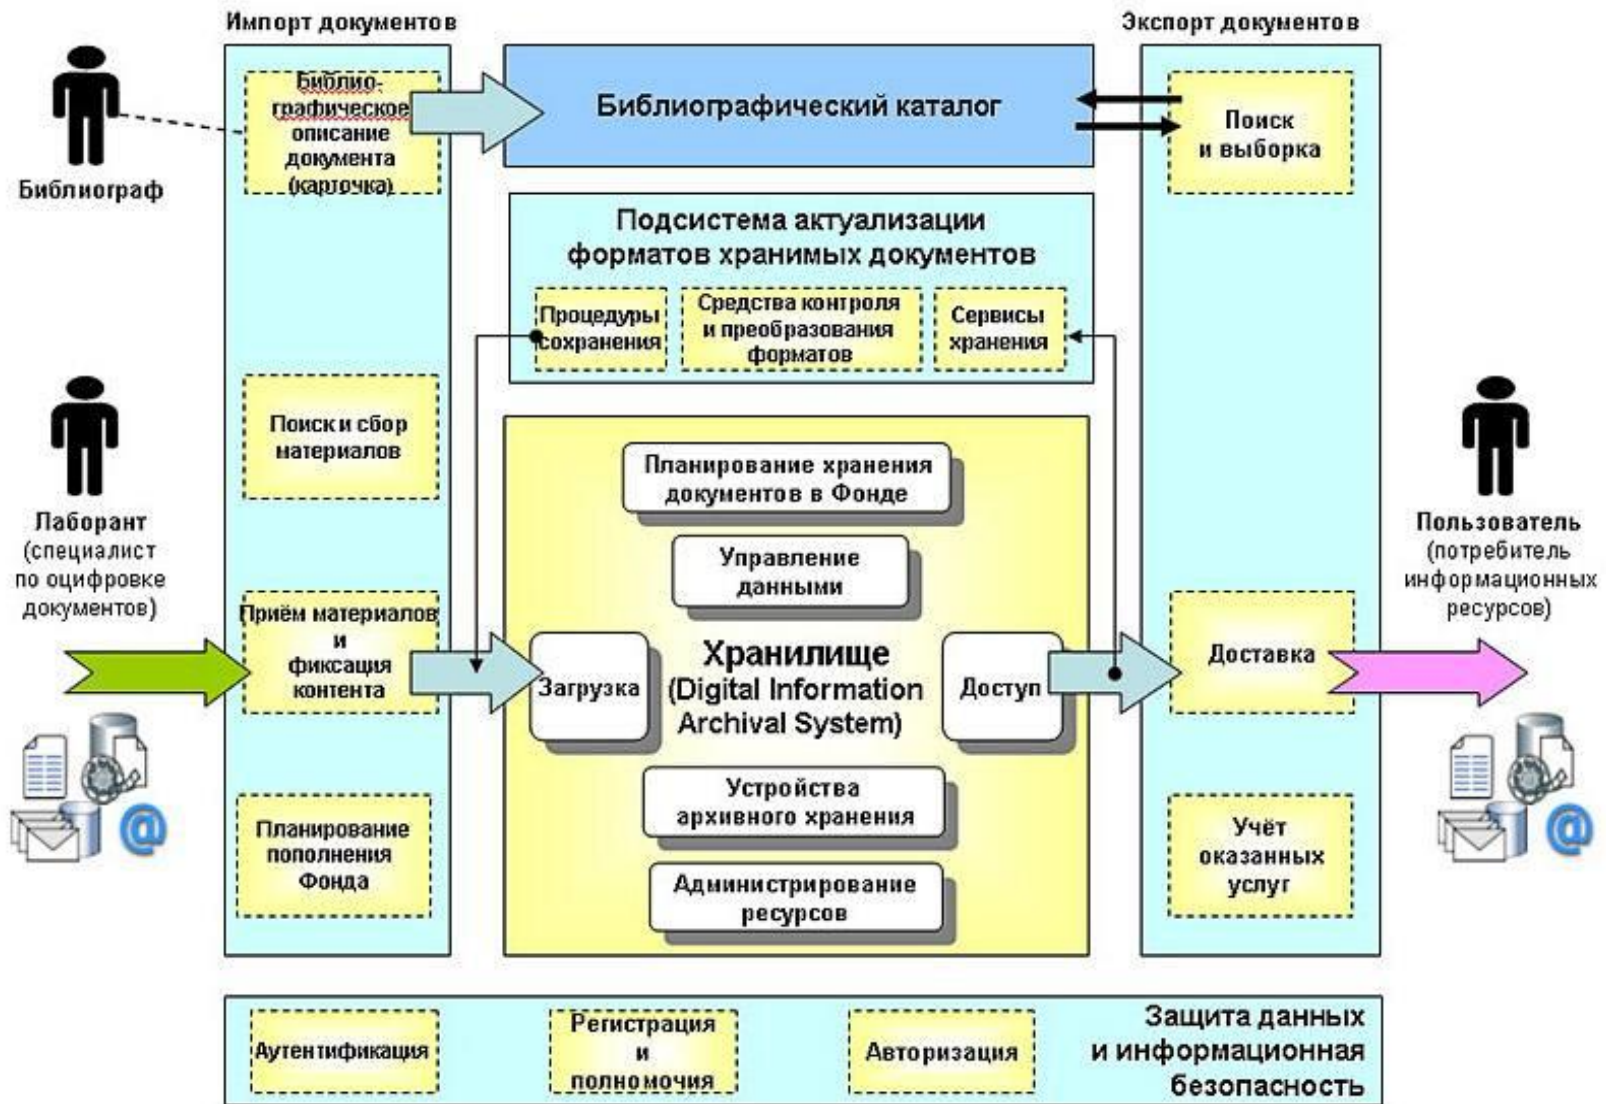 Импорт документов
Экспорт документов
Библиограф
Библио-
графическое
описание
документа
(карточка)
Библиографический каталог
Поиск
и выборка
Подсистема актуализации
форматов хранимых документов
Процедуры
сохранения
Средства контроля
и преобразования
форматов
Сервисы
хранения
Лаборант
(специалист
по оцифровке
документов)
Поиск и сбор
материалов
Приём материалов
и
фиксация
контента
Планирование
пополнения
Фонда
Планирование хранения
документов в Фонде
Управление
данными
Загрузка
Хранилище
(Digital Information
Archival System)
Доступ
Устройства
архивного хранения
Администрирование
ресурсов
Доставка
Учёт
оказанных
услуг
Пользователь
(потребитель
информационных
ресурсов)
@
@
Аутентификация
Регистрация
и
полномочия
Авторизация
Защита данных
и информационная
безопасность